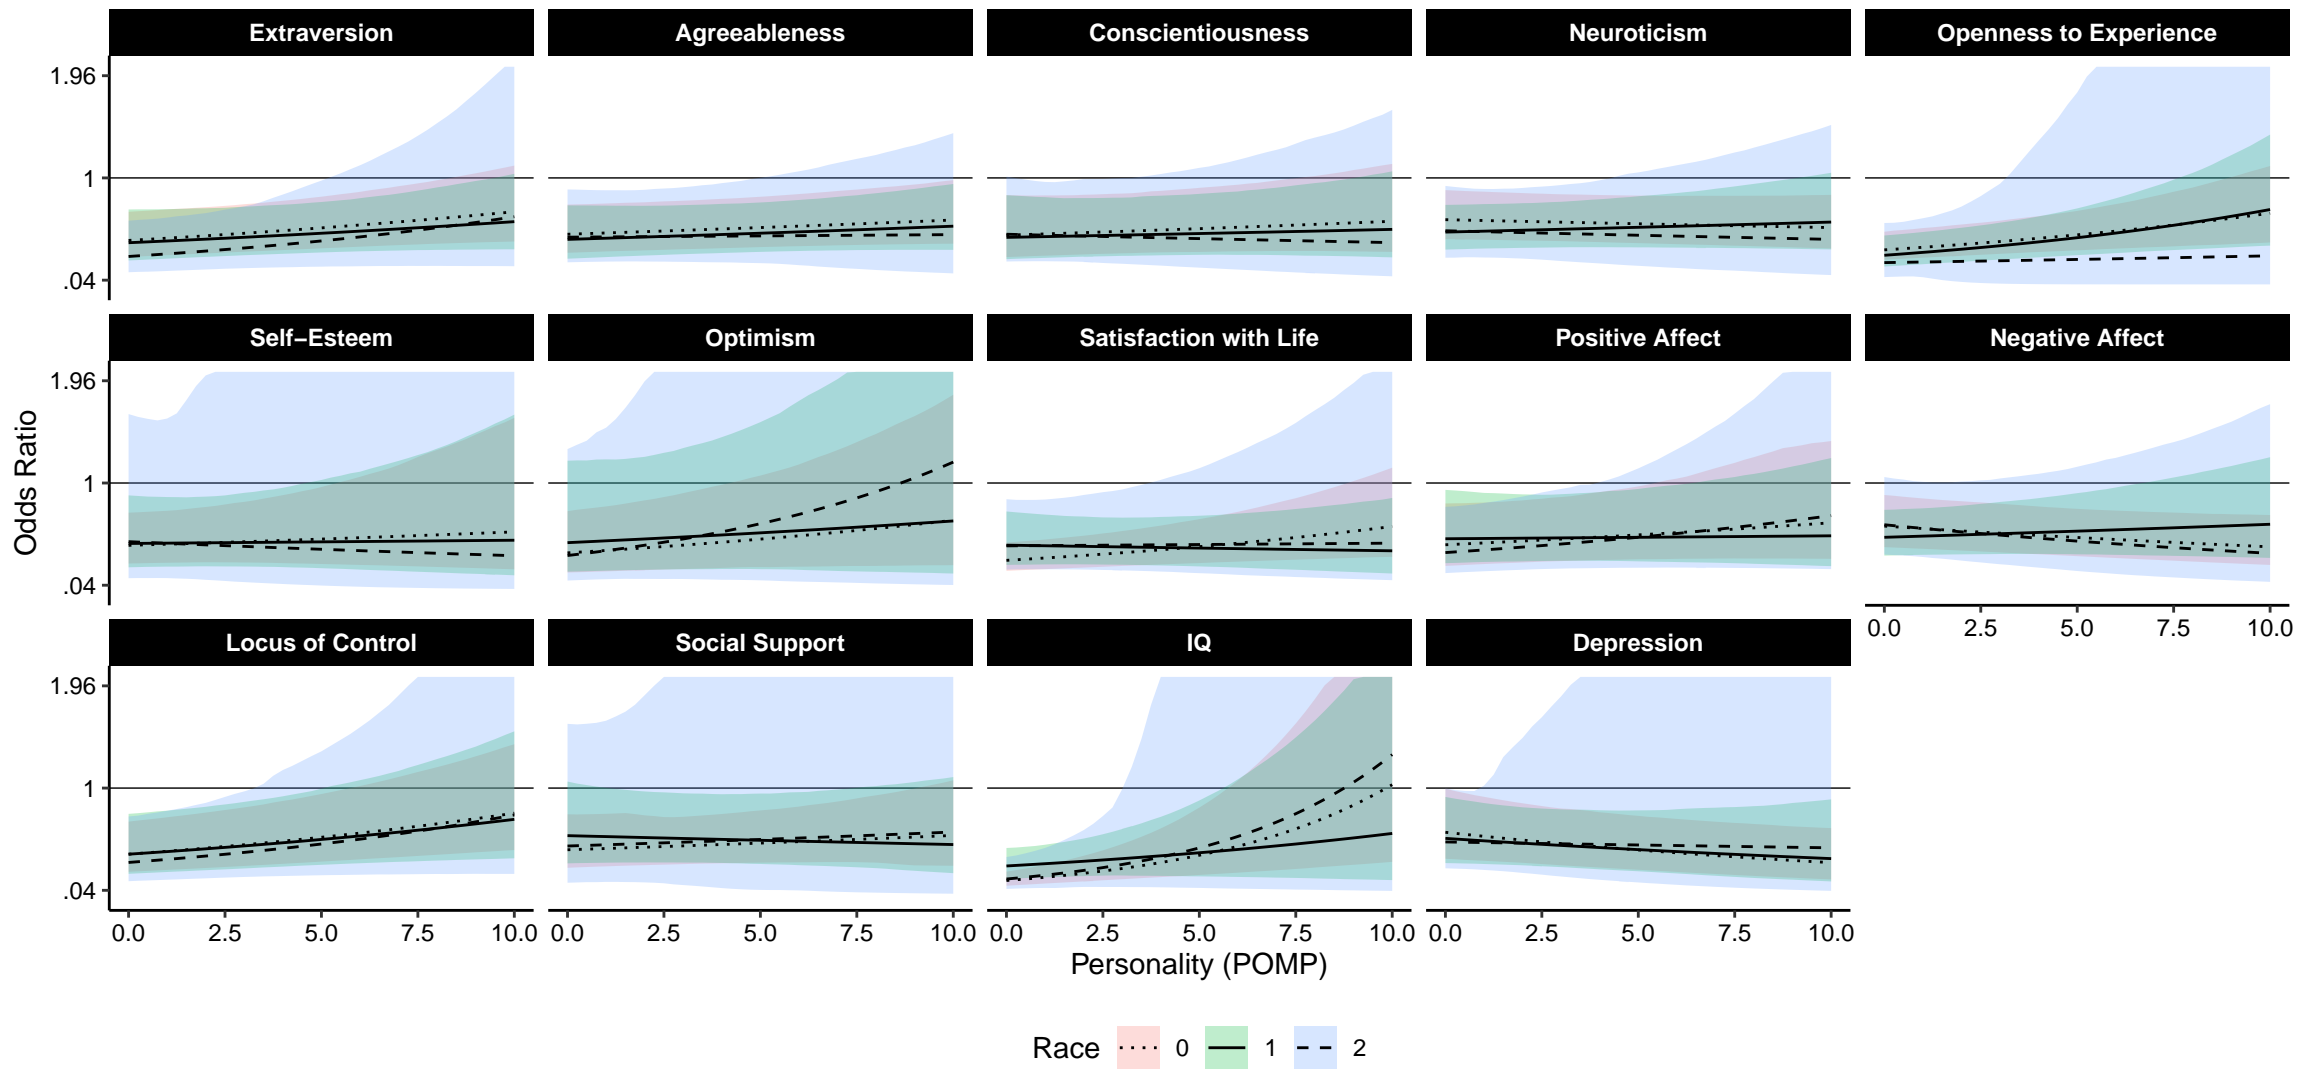 Extraversion Agreeableness Conscientiousness Neuroticism Openness to Experience
1.96
1
.04
Self−Esteem Optimism Satisfaction with Life Positive Affect Negative Affect
1.96
1
.04
0.0 2.5 5.0 7.5 10.0
Locus of Control Social Support IQ Depression
1.96
1
.04
0.0 2.5 5.0 7.5 10.0 0.0 2.5 5.0 7.5 10.0 0.0 2.5 5.0 7.5 10.0 0.0 2.5 5.0 7.5 10.0
Odds Ratio
Personality (POMP)
Race 0 1 2